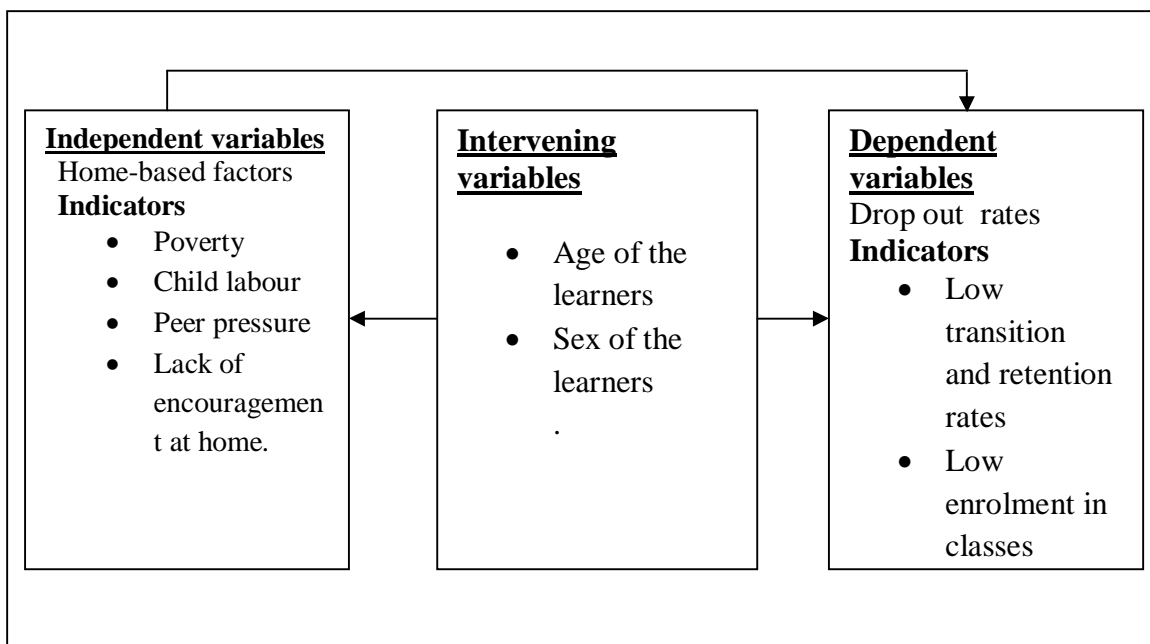 Independent variables
Home-based factors
Indicators
• Poverty
• Child labour
• Peer pressure
• Lack of
encouragemen
t at home.
Intervening
variables
• Age of the
learners
• Sex of the
learners
.
Dependent
variables
Drop out rates
Indicators
• Low
transition
and retention
rates
• Low
enrolment in
classes